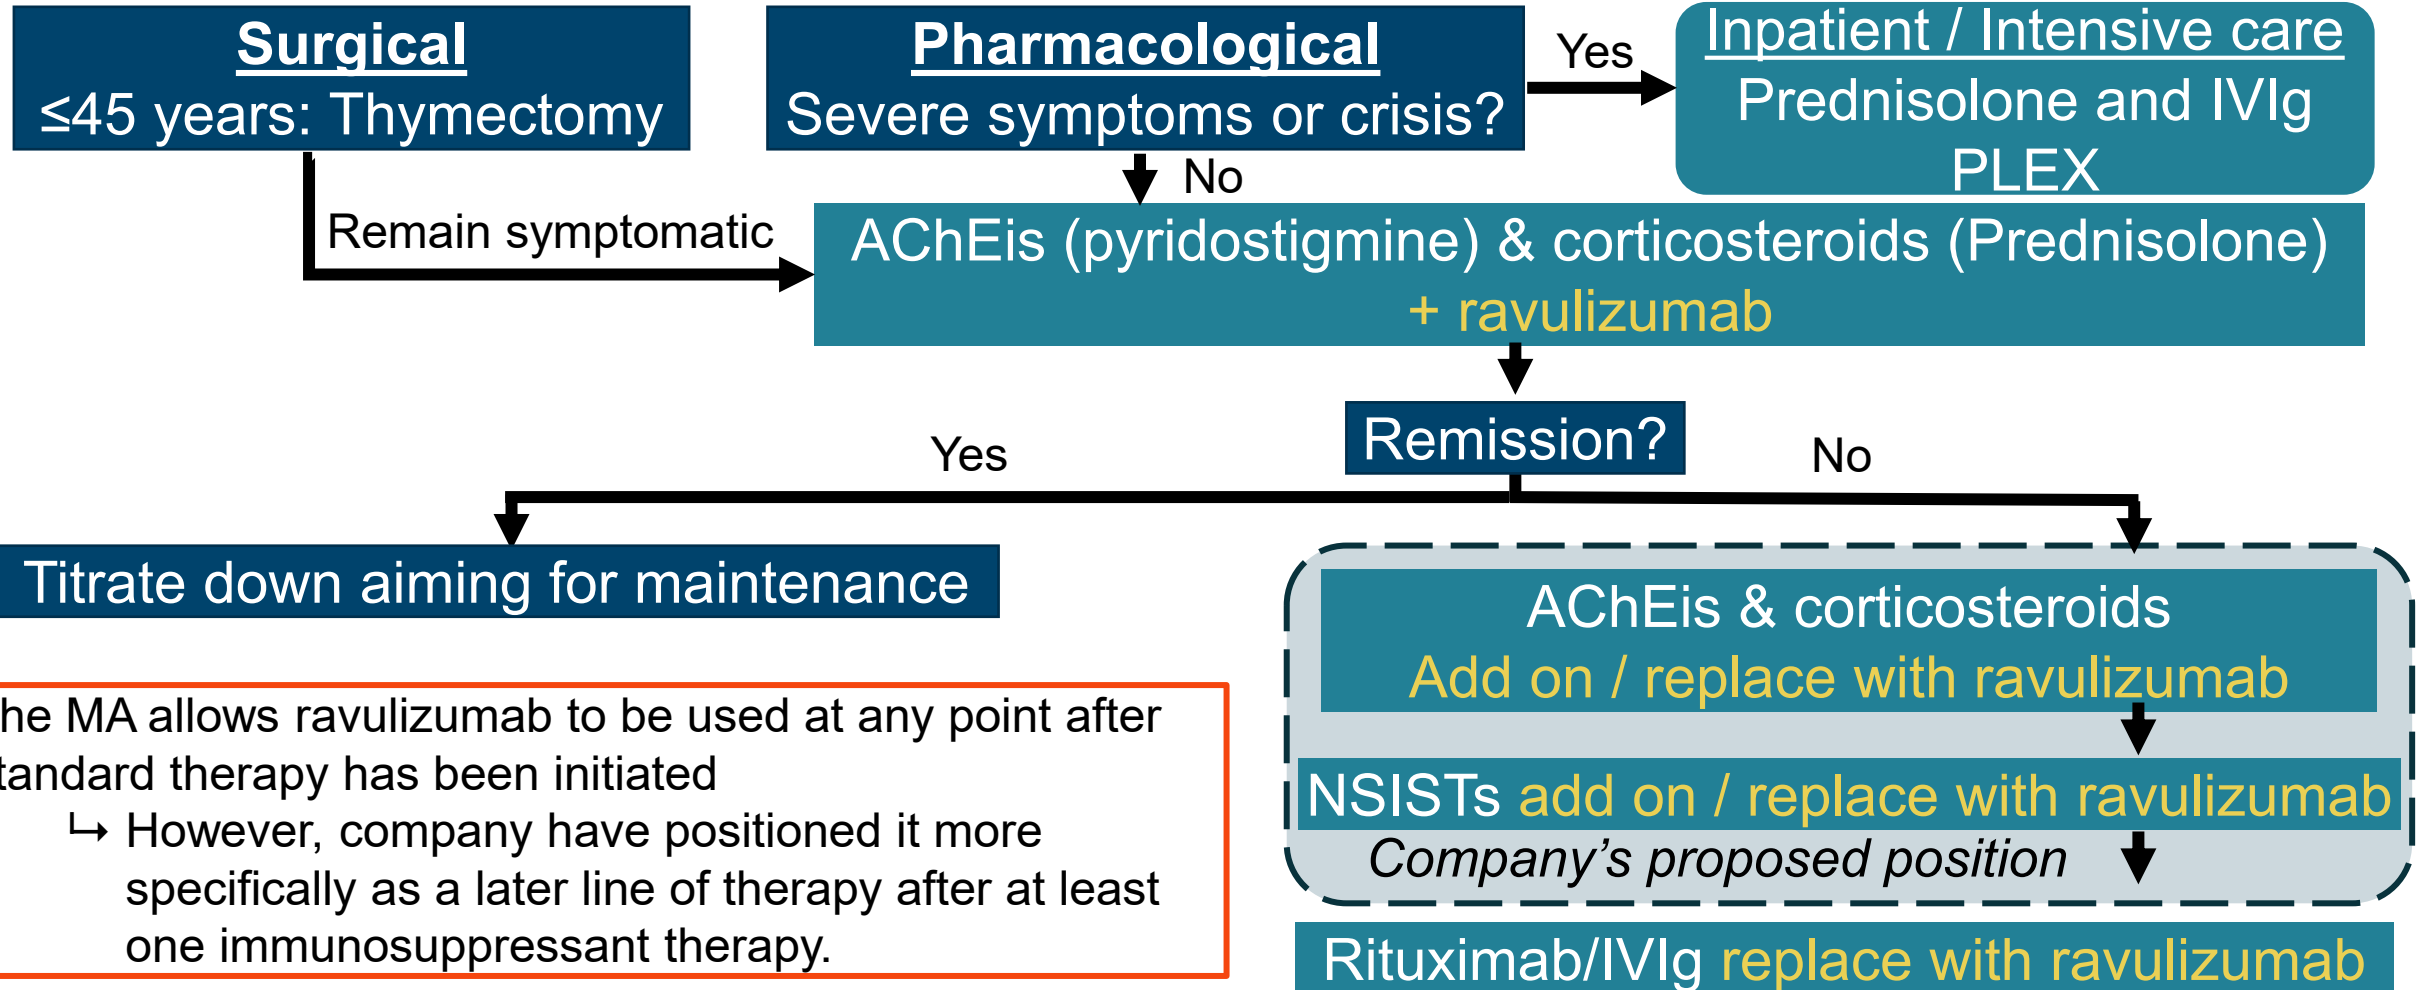 Surgical
≤45 years: Thymectomy
Pharmacological
Severe symptoms or crisis?
Yes
Inpatient / Intensive care
Prednisolone and IVIg
PLEX
No
Remain symptomatic
AChEis (pyridostigmine) & corticosteroids (Prednisolone)
+ ravulizumab
Remission?
Yes
No
Titrate down aiming for maintenance
AChEis & corticosteroids
Add on / replace with ravulizumab
NSISTs add on / replace with ravulizumab
Company’s proposed position
Rituximab/IVIg replace with ravulizumab
he MA allows ravulizumab to be used at any point after
tandard therapy has been initiated
↳ However, company have positioned it more
specifically as a later line of therapy after at least
one immunosuppressant therapy.